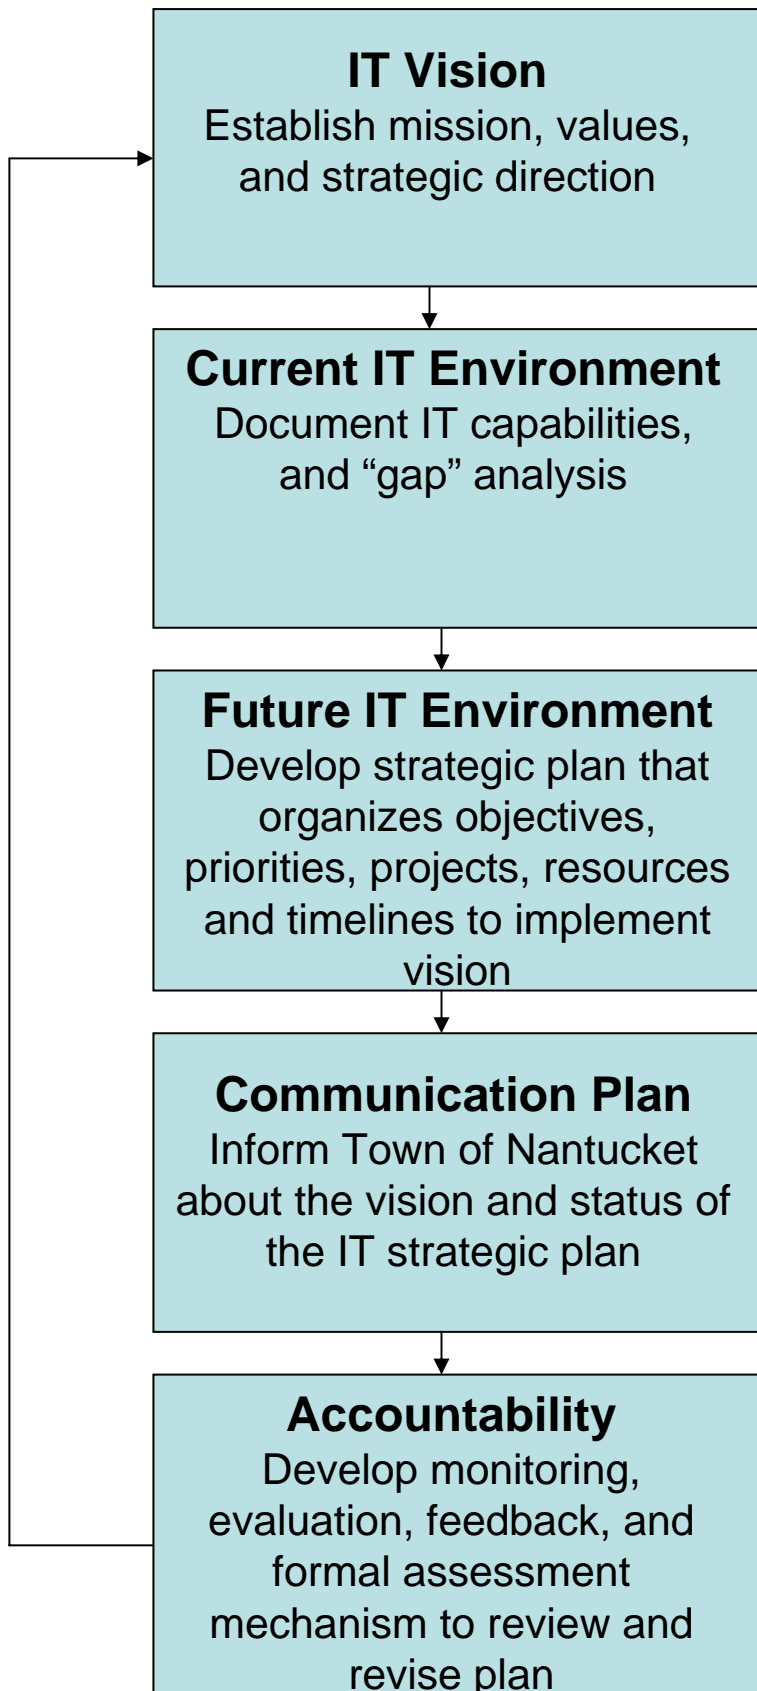 IT Vision
Establish mission, values,
and strategic direction
Current IT Environment
Document IT capabilities,
and “gap” analysis
Future IT Environment
Develop strategic plan that
organizes objectives,
priorities, projects, resources
and timelines to implement
vision
Communication Plan
Inform Town of Nantucket
about the vision and status of
the IT strategic plan
Accountability
Develop monitoring,
evaluation, feedback, and
formal assessment
mechanism to review and
revise plan